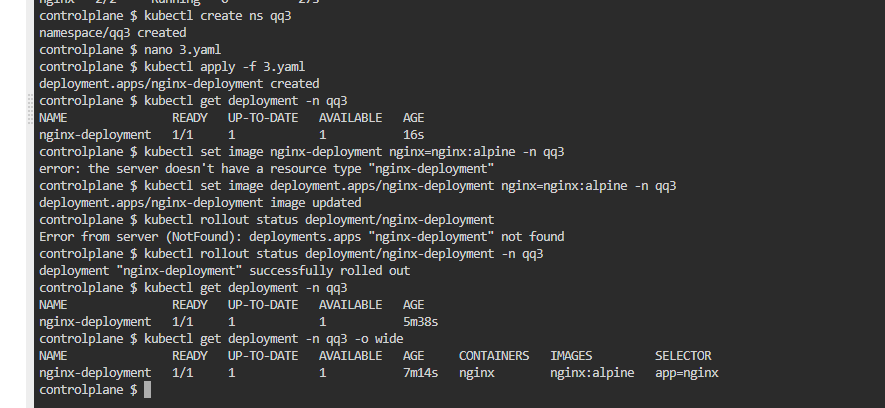 nginx 2/2 Running 0 27s
controlplane $ kubectl create ns qq3
namespace/qq3 created
controlplane $ nano 3.yaml
controlplane $ kubectl apply -f 3.yaml
deployment.apps/nginx-deployment created
controlplane $ kubectl get deployment -n qq3
NAME READY UP-TO-DATE AVAILABLE AGE
nginx-deployment 1/1 1 1 16s
controlplane $ kubectl set image nginx-deployment nginx=nginx:alpine -n qq3
error: the server doesn't have a resource type "nginx-deployment"
controlplane $ kubectl set image deployment.apps/nginx-deployment nginx=nginx:alpine -n qq3
deployment.apps/nginx-deployment image updated
controlplane $ kubectl rollout status deployment/nginx-deployment
Error from server (NotFound): deployments.apps "nginx-deployment" not found
controlplane $ kubectl rollout status deployment/nginx-deployment -n qq3
deployment "nginx-deployment" successfully rolled out
controlplane $ kubectl get deployment -n qq3
NAME READY UP-TO-DATE AVAILABLE AGE
nginx-deployment 1/1 1 1 5m38s
controlplane $ kubectl get deployment -n qq3 -o wide
NAME READY UP-TO-DATE AVAILABLE AGE CONTAINERS IMAGES SELECTOR
nginx-deployment 1/1 1 1 7m14s nginx nginx:alpine app=nginx
controlplane $